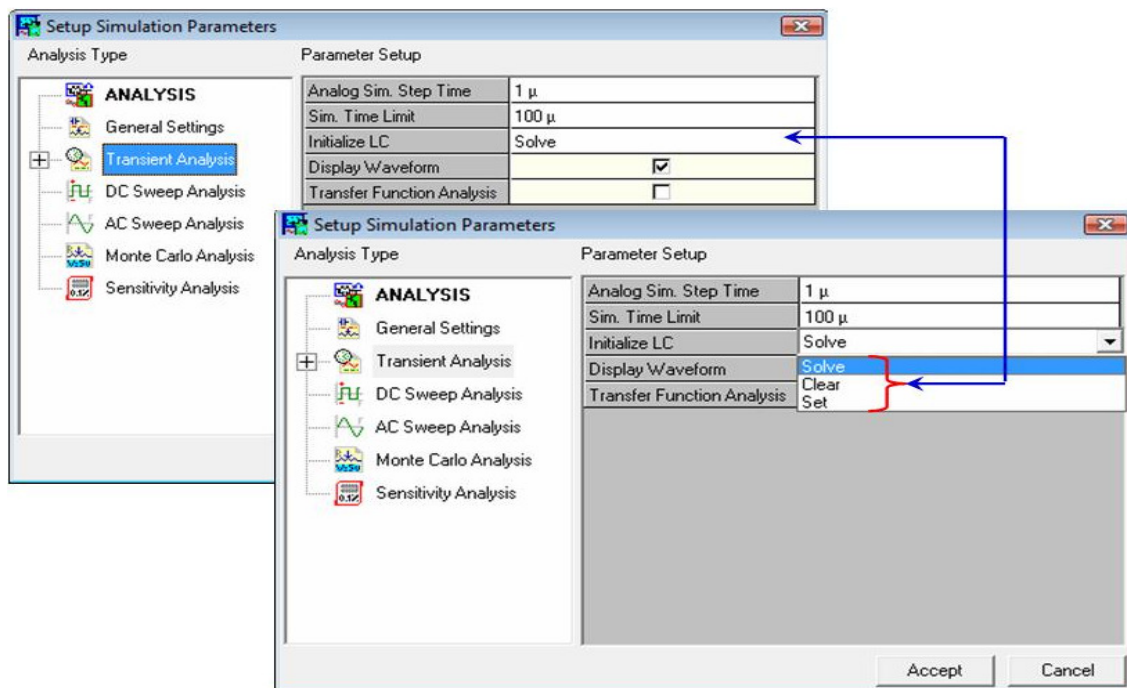 Setup Simulation Parameters
Analysis Type
Parameter Setup
ANALYSIS
General Settings
Transient Analysis
DC Sweep Analysis
AC Sweep Analysis
Monte Carlo Analysis
Sensitivity Analysis
Analog Sim. Step Time 1 µ
Sim. Time Limit 100 µ
Initialize LC Solve
Display Waveform
Transfer Function Analysis
Setup Simulation Parameters
Analysis Type
Parameter Setup
ANALYSIS
General Settings
Transient Analysis
DC Sweep Analysis
AC Sweep Analysis
Monte Carlo Analysis
Sensitivity Analysis
Analog Sim. Step Time 1 µ
Sim. Time Limit 100 µ
Initialize LC Solve
Display Waveform Solve
Clear
Transfer Function Analysis Set
Accept Cancel